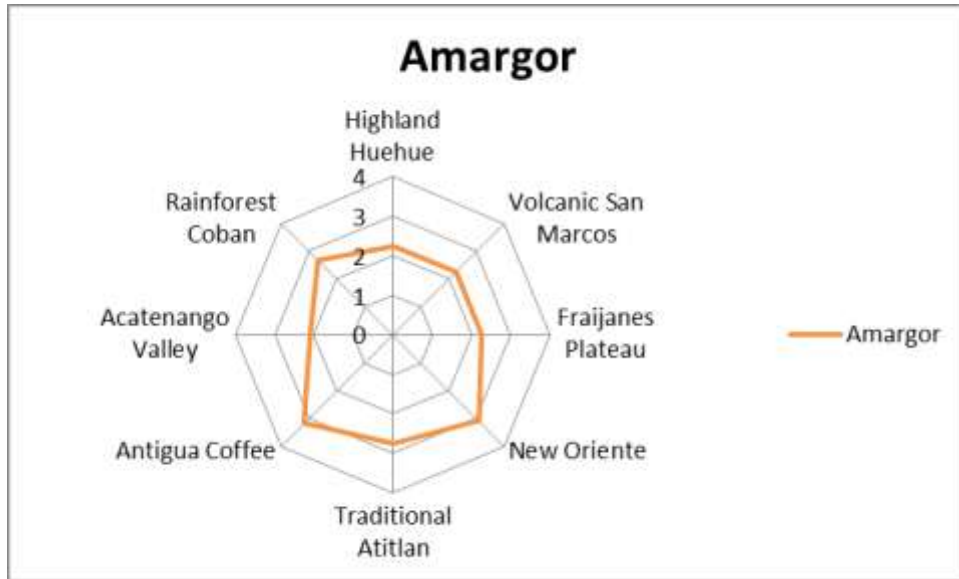 Amargor
Highland
Huehue
Volcanic San
Marcos
Fraijanes
Plateau
New Oriente
Traditional
Atitlan
Antigua Coffee
Acatenango
Valley
Rainforest
Coban
4
3
2
1
0
Amargor